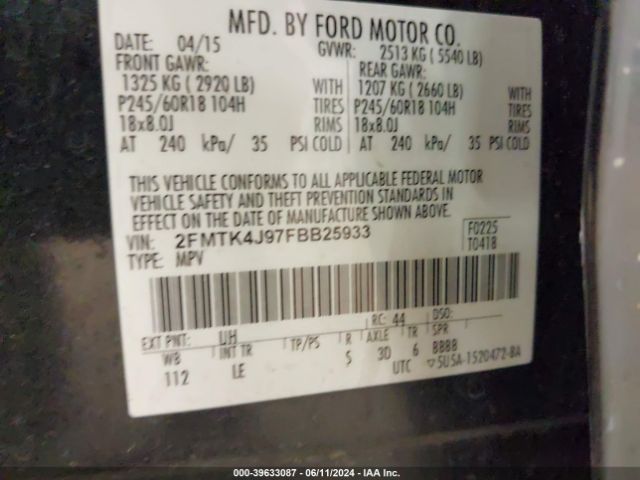 MFD. BY FORD MOTOR CO.
DATE: 04/15 GVWR: 2513 KG ( 5540 LB)
FRONT GAWR: REAR GAWR:
1325 KG ( 2920 LB) WITH 1207 KG ( 2660 LB) WITH
P245/60R18 104H TIRES P245/60R18 104H TIRES
18x8.0J RIMS 18x8.0J RIMS
AT 240 kPa/ 35 PSI COLD AT 240 kPa/ 35 PSI COLD
THIS VEHICLE CONFORMS TO ALL APPLICABLE FEDERAL MOTOR
VEHICLE SAFETY AND THEFT PREVENTION STANDARDS IN
EFFECT ON THE DATE OF MANUFACTURE SHOWN ABOVE.
VIN: 2FMTK4J97FBB25933 F0225
TYPE: MPV T0418
EXT PNT: UH RC: 44 DSO:
WB INT TR TP/PS R AXLE TR SPR
112 LE S 30 6 BBBB
UTC ▽SU5A-1520472-BA
000-39633087 - 06/11/2024 - IAA Inc.